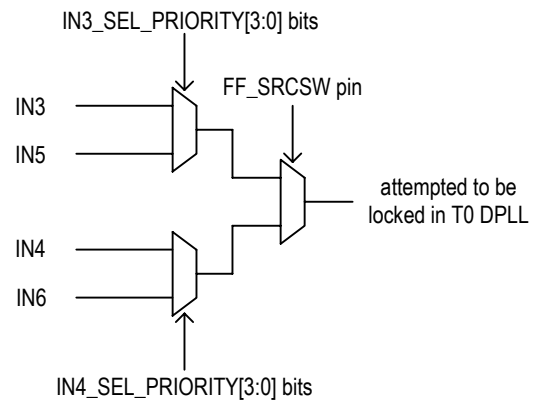 IN3_SEL_PRIORITY[3:0] bits
FF_SRCSW pin
IN3
IN5
attempted to be
locked in T0 DPLL
IN4
IN6
IN4_SEL_PRIORITY[3:0] bits